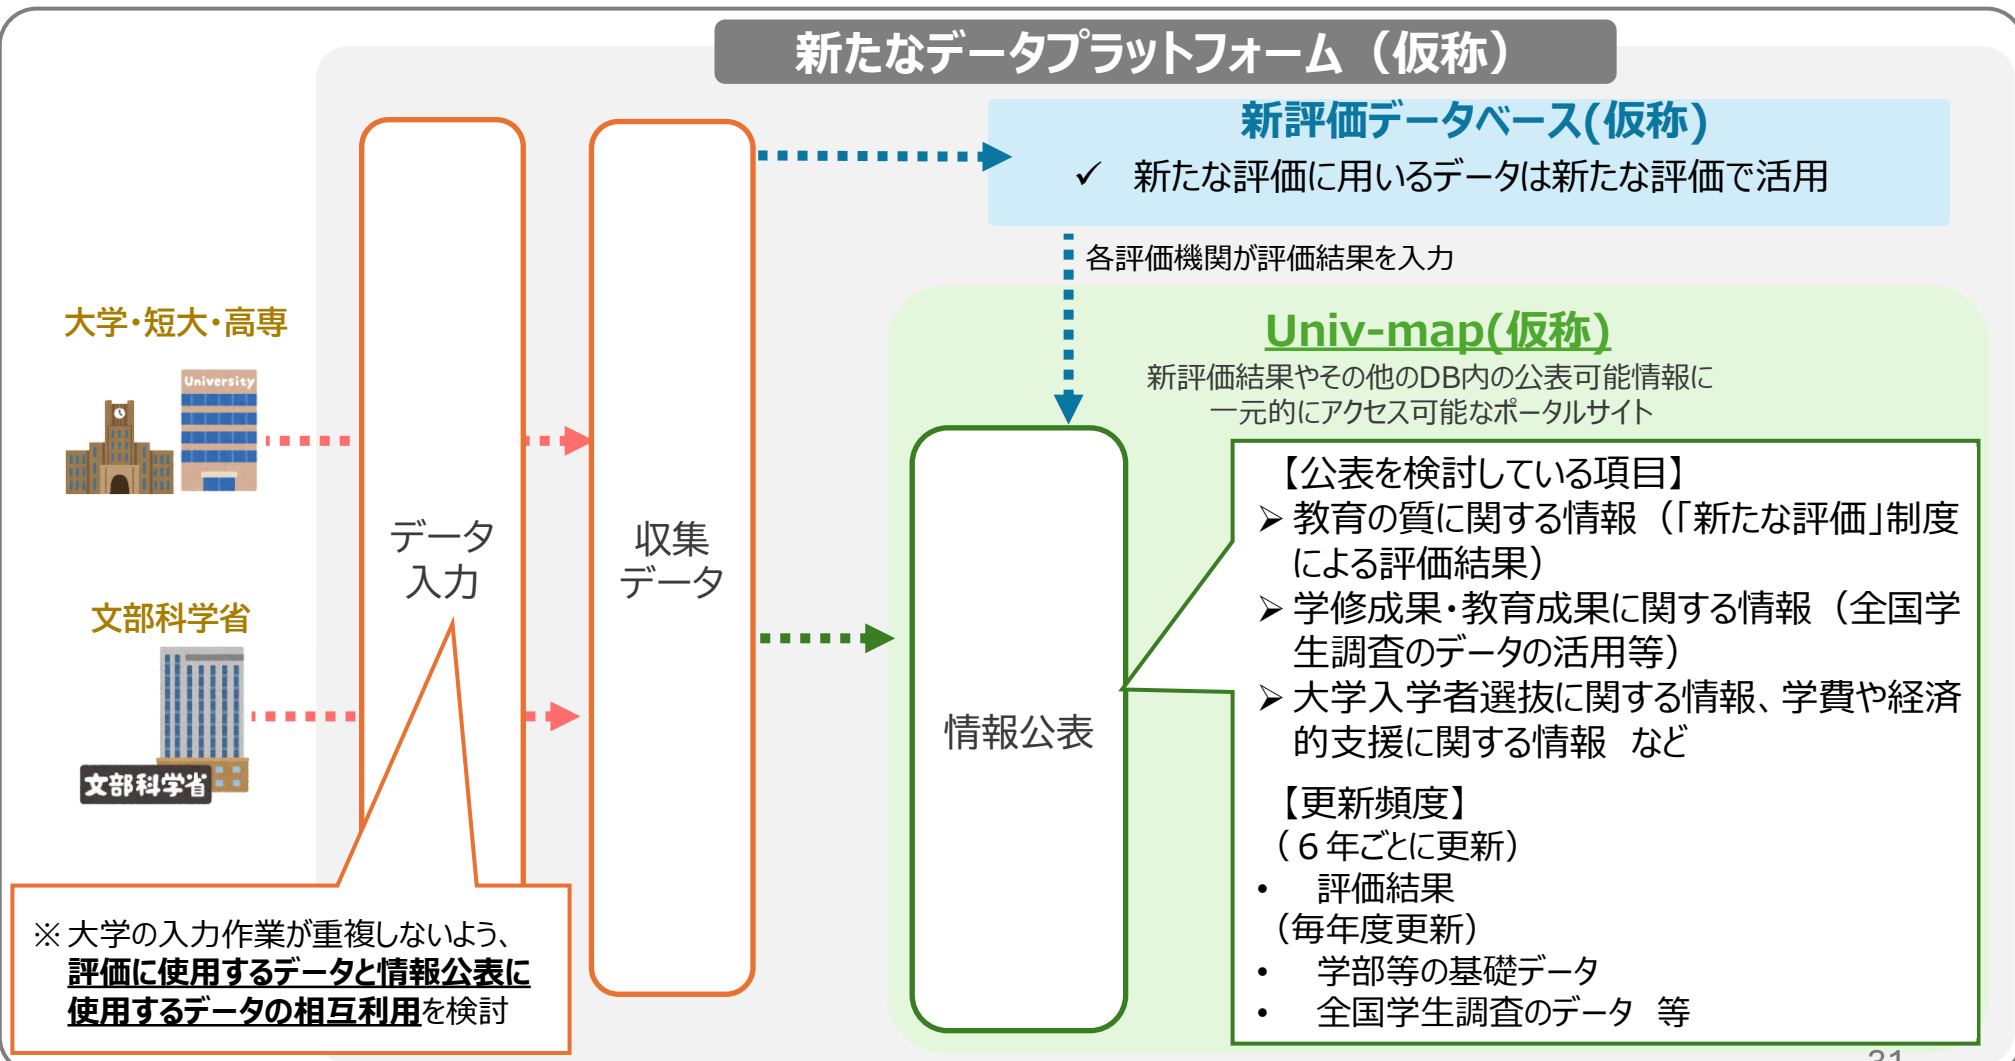 新たなデータプラットフォーム（仮称）
新評価データベース(仮称)
✓ 新たな評価に用いるデータは新たな評価で活用
各評価機関が評価結果を入力
大学・短大・高専
University
文部科学省
文部科学省
データ
入力
収集
データ
Univ-map(仮称)
新評価結果やその他のDB内の公表可能情報に
一元的にアクセス可能なポータルサイト
情報公表
【公表を検討している項目】
➢ 教育の質に関する情報（「新たな評価」制度
による評価結果）
➢ 学修成果・教育成果に関する情報（全国学
生調査のデータの活用等）
➢ 大学入学者選抜に関する情報、学費や経済
的支援に関する情報　など
【更新頻度】
（６年ごとに更新）
• 評価結果
（毎年度更新）
• 学部等の基礎データ
• 全国学生調査のデータ　等
※ 大学の入力作業が重複しないよう、
評価に使用するデータと情報公表に
使用するデータの相互利用を検討